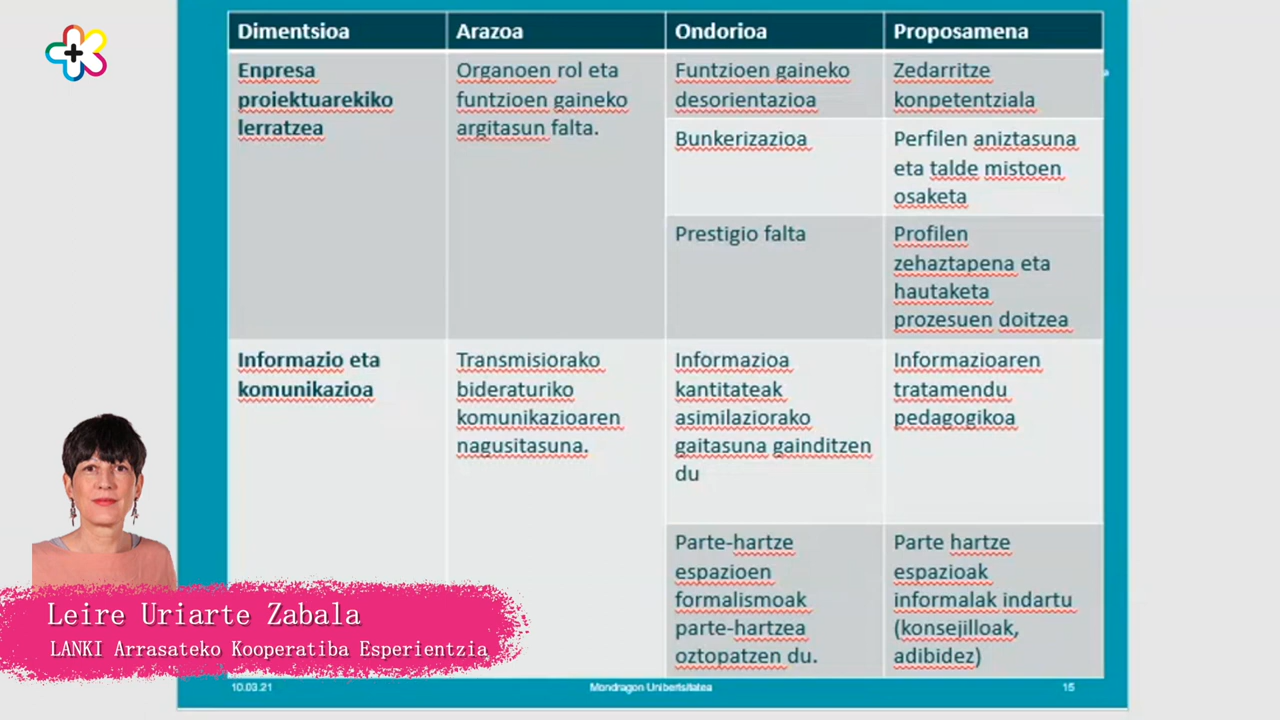 Dimentsioa
Arazoa
Ondorioa
Proposamena
Enpresa
proiektuarekiko
lerratzea
Organoen rol eta
funtzioen gaineko
argitasun falta.
Funtzioen gaineko
desorientazioa
Zedarritze
konpetentziala
Bunkerizazioa
Perfilen aniztasuna
eta talde mistoen
osaketa
Prestigio falta
Profilen
zehaztapena eta
hautaketa
prozesuen doitzea
Informazio eta
komunikazioa
Transmisiorako
bideraturiko
komunikazioaren
nagusitasuna.
Informazioa
kantitateak
asimilaziorako
gaitasuna gainditzen
du
Informazioaren
tratamendu
pedagogikoa
Parte-hartze
espazioen
formalismoak
parte-hartzea
oztopatzen du.
Parte hartze
espazioak
informalak indartu
(konsejilloak,
adibidez)
Leire Uriarte Zabala
LANKI Arrasateko Kooperatiba Esperientzia
10.03.21
Mondragon Unibertsitatea
15